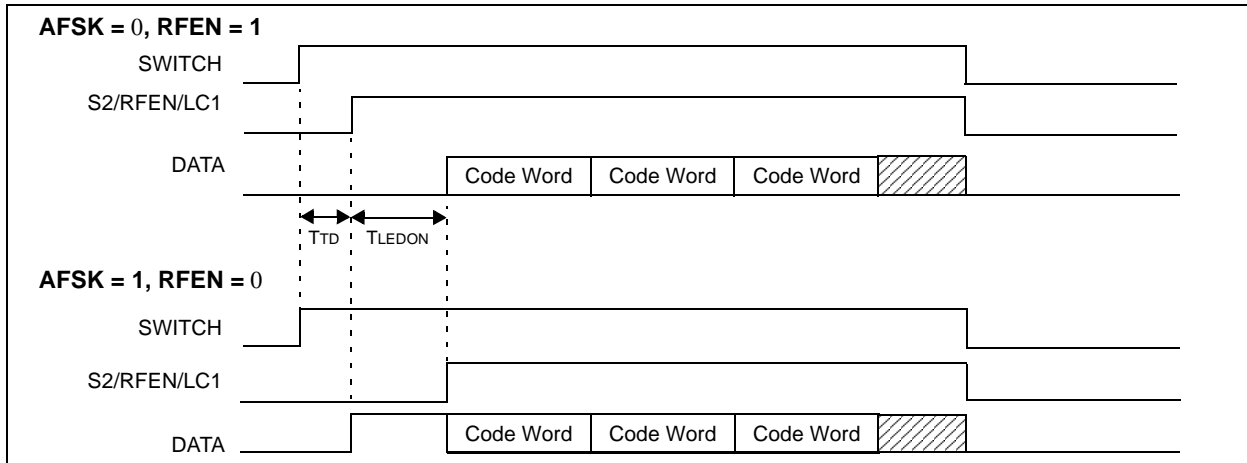 AFSK = 0, RFEN = 1
SWITCH
S2/RFEN/LC1
DATA
Code Word Code Word Code Word
TTD TLEDON
AFSK = 1, RFEN = 0
SWITCH
S2/RFEN/LC1
DATA
Code Word Code Word Code Word